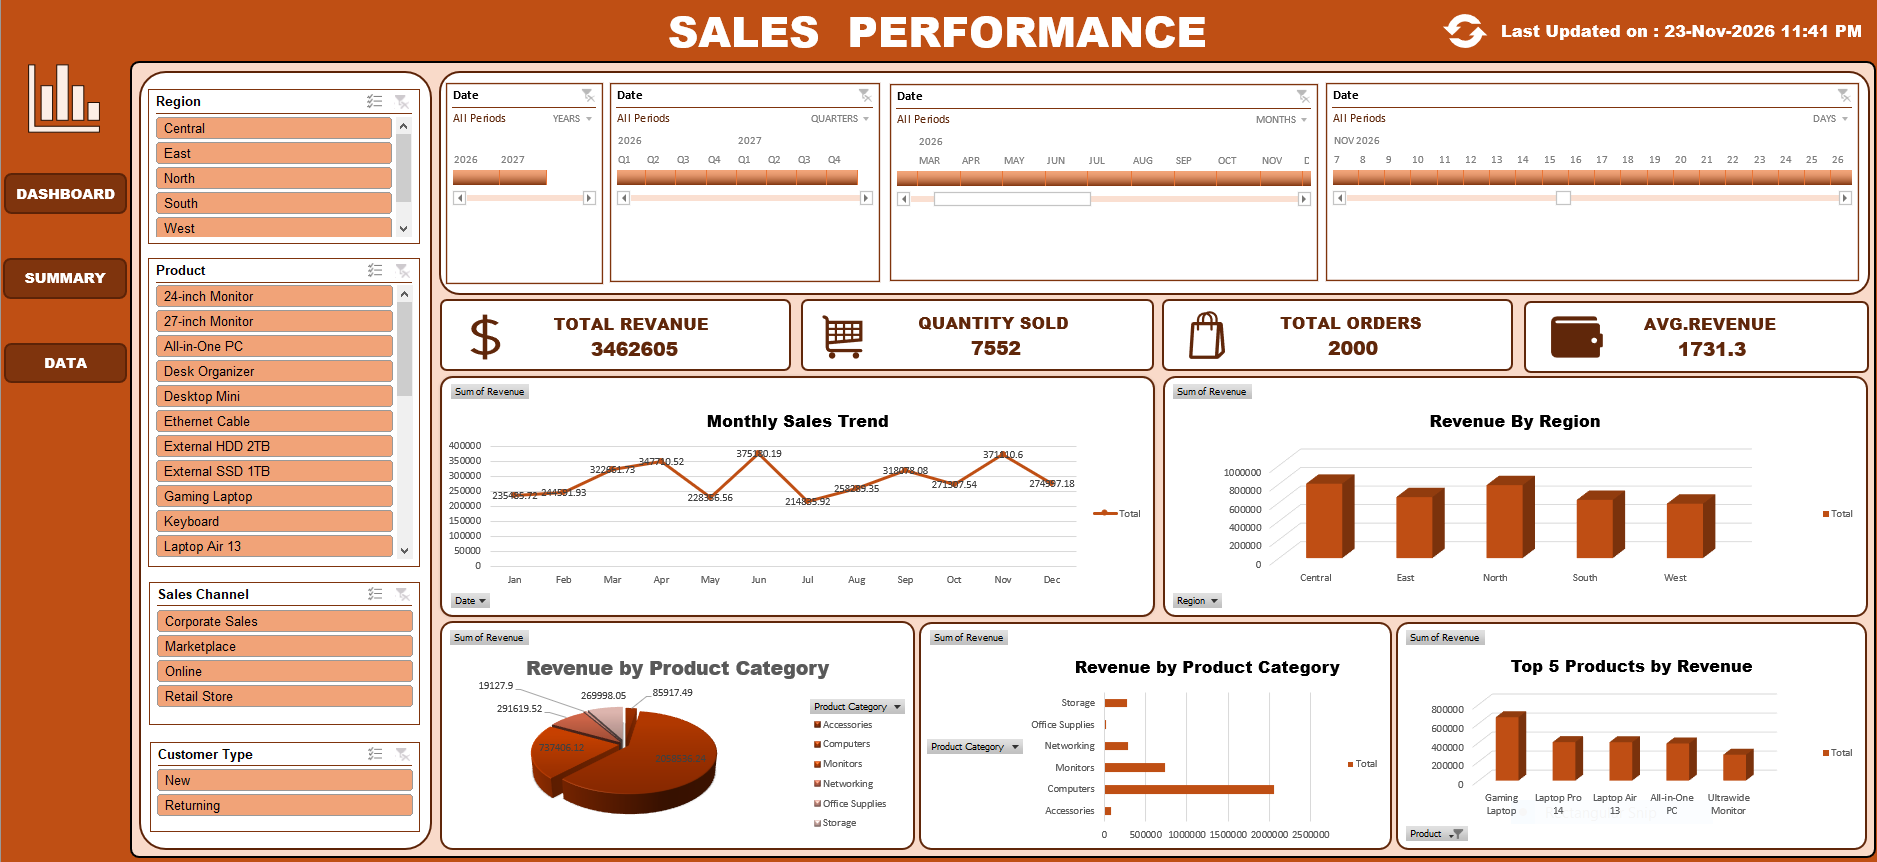 SALES PERFORMANCE
Last Updated on : 23-Nov-2026 11:41 PM
DASHBOARD
SUMMARY
DATA
Region
Central
East
North
South
West
Product
24-inch Monitor
27-inch Monitor
All-in-One PC
Desk Organizer
Desktop Mini
Ethernet Cable
External HDD 2TB
External SSD 1TB
Gaming Laptop
Keyboard
Laptop Air 13
Sales Channel
Corporate Sales
Marketplace
Online
Retail Store
Customer Type
New
Returning
Date
All Periods YEARS
2026 2027
Date
All Periods QUARTERS
2026 2027
Q1 Q2 Q3 Q4 Q1 Q2 Q3 Q4
Date
All Periods MONTHS
2026
MAR APR MAY JUN JUL AUG SEP OCT NOV
Date
All Periods DAYS
NOV 2026
7 8 9 10 11 12 13 14 15 16 17 18 19 20 21 22 23 24 25 26
TOTAL REVANUE
3462605
QUANTITY SOLD
7552
TOTAL ORDERS
2000
AVG.REVENUE
1731.3
Sum of Revenue
Monthly Sales Trend
400000
350000
300000
250000
200000
150000
100000
50000
0
Jan Feb Mar Apr May Jun Jul Aug Sep Oct Nov Dec
Total
Date
Sum of Revenue
Revenue By Region
1000000
800000
600000
400000
200000
0
Central East North South West
Total
Region
Sum of Revenue
Revenue by Product Category
19127.9
291619.52
269998.05
85917.49
737406.12
Product Category
Accessories
Computers
Monitors
Networking
Office Supplies
Storage
Sum of Revenue
Revenue by Product Category
Product Category
Storage
Office Supplies
Networking
Monitors
Computers
Accessories
0 500000 1000000 1500000 2000000 2500000
Total
Sum of Revenue
Top 5 Products by Revenue
800000
600000
400000
200000
0
Gaming Laptop
Laptop Pro 14
Laptop Air 13
All-in-One PC
Ultrawide Monitor
Total
Product